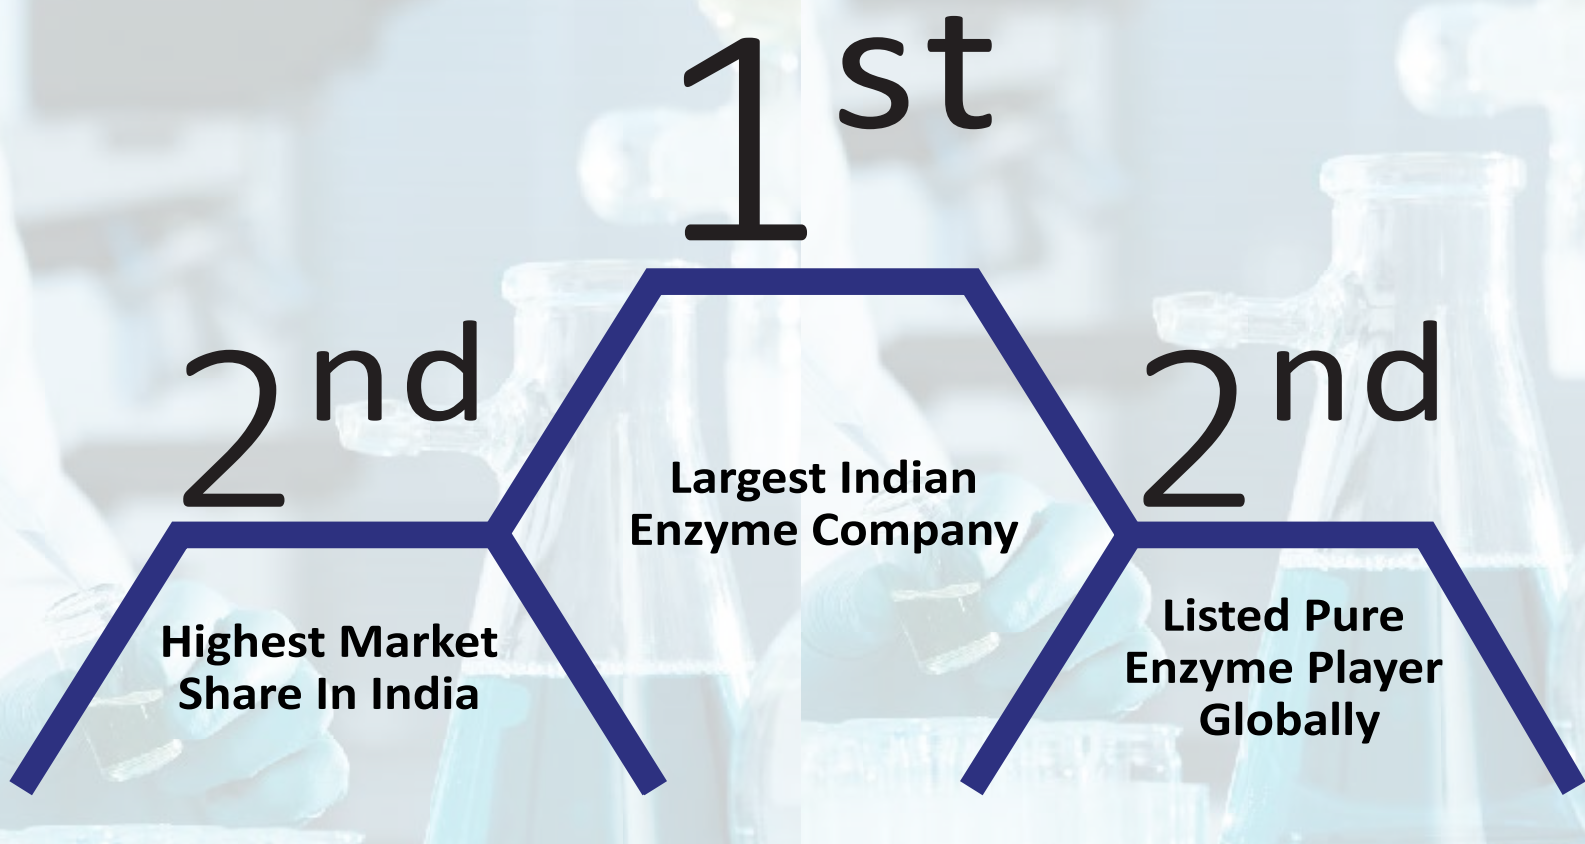 1st
Largest Indian
Enzyme Company
2nd
Highest Market
Share In India
2nd
Listed Pure
Enzyme Player
Globally